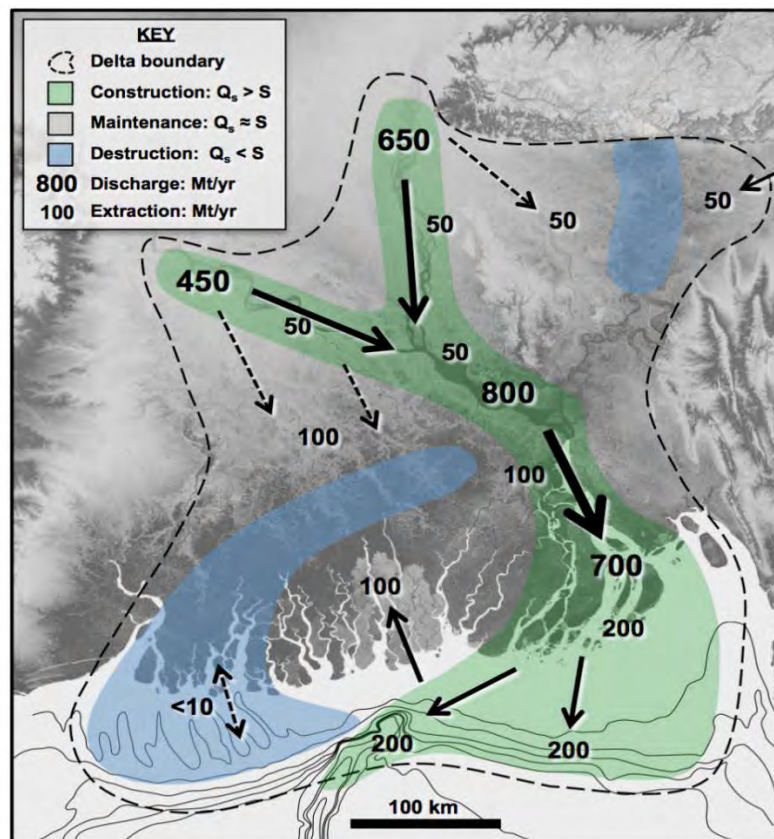 KEY
Delta boundary
Construction: Qs > S
Maintenance: Qs ≈ S
Destruction: Qs < S
800 Discharge: Mt/yr
100 Extraction: Mt/yr
650
50
50
50
450
50
50
800
100
100
700
100
200
<10
200
200
100 km